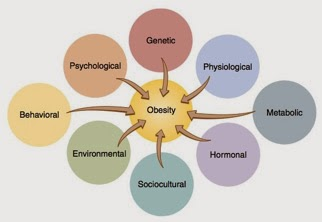 Genetic
Psychological
Physiological
Behavioral
Obesity
Metabolic
Environmental
Hormonal
Sociocultural